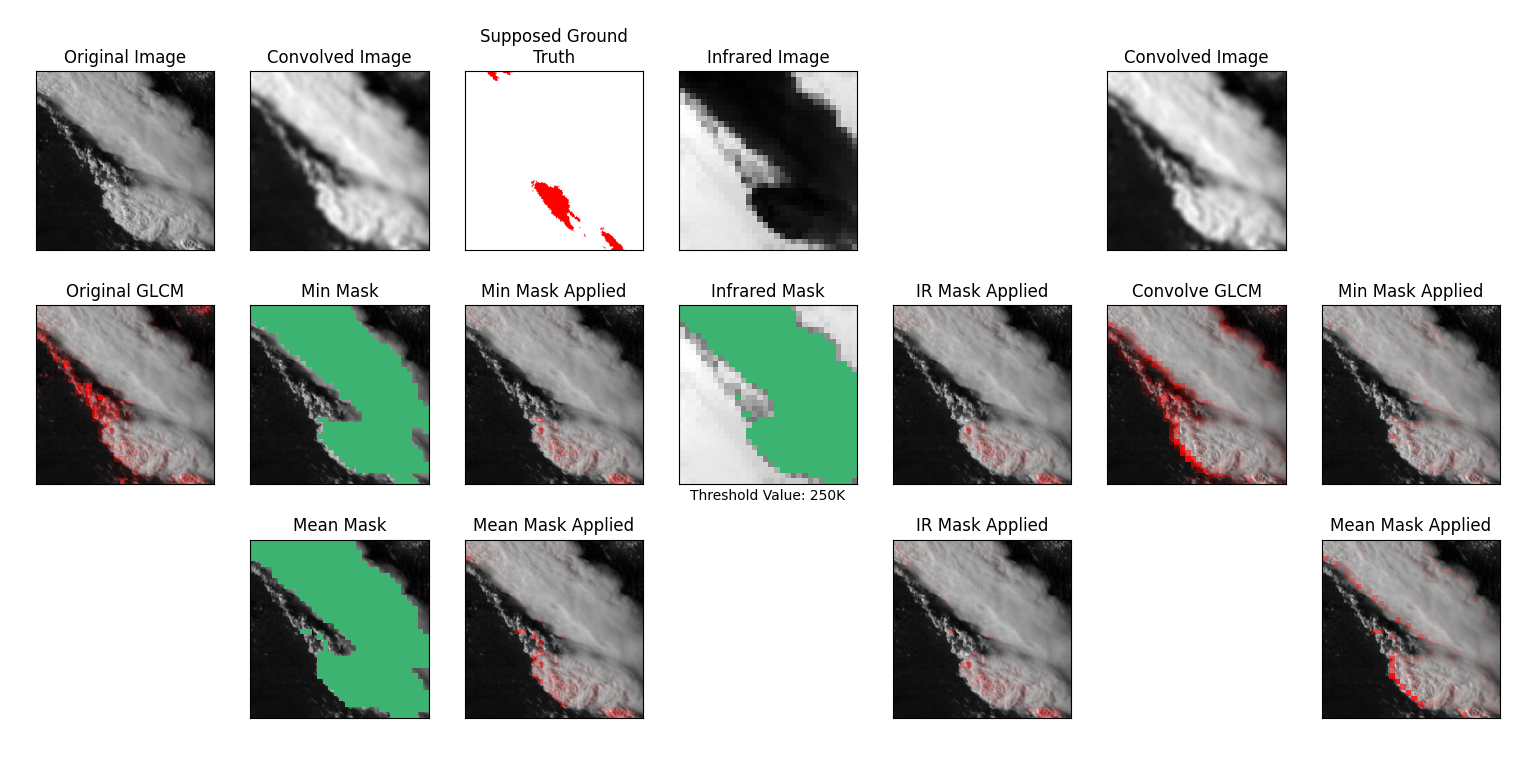 Original Image
Convolved Image
Supposed Ground
Truth
Infrared Image
Convolved Image
Original GLCM
Min Mask
Min Mask Applied
Infrared Mask
IR Mask Applied
Convolve GLCM
Min Mask Applied
Threshold Value: 250K
Mean Mask
Mean Mask Applied
IR Mask Applied
Mean Mask Applied